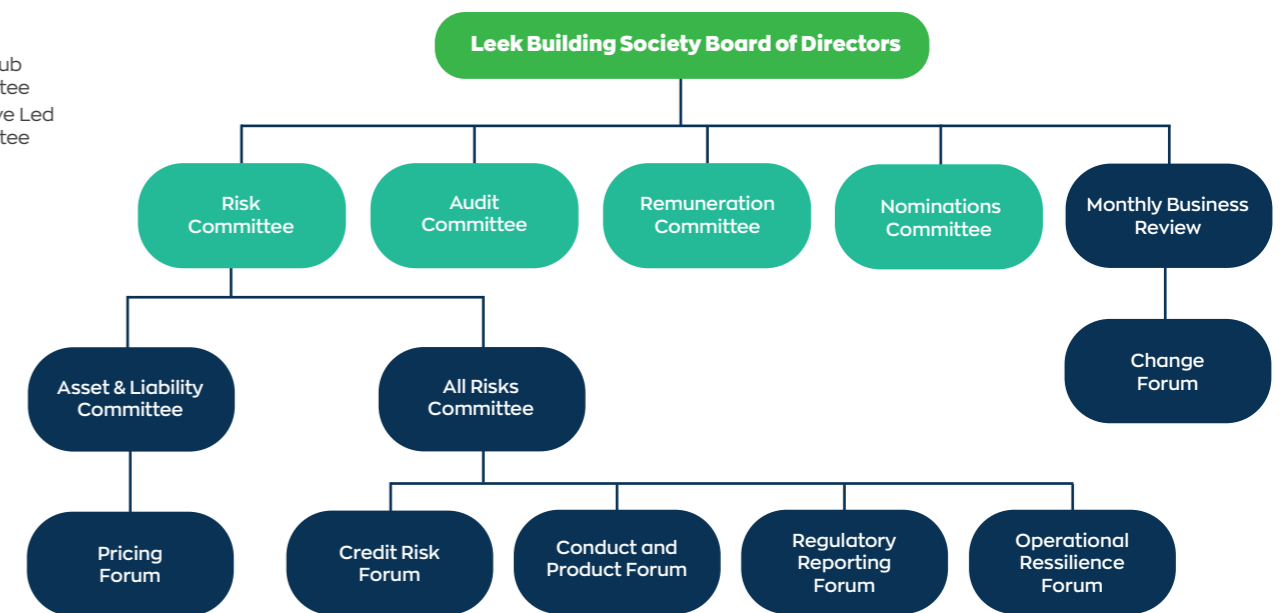 Leek Building Society Board of Directors
Risk
Committee
Audit
Committee
Remuneration
Committee
Nominations
Committee
Monthly Business
Review
Asset & Liability
Committee
All Risks
Committee
Change
Forum
Pricing
Forum
Credit Risk
Forum
Conduct and
Product Forum
Regulatory
Reporting
Forum
Operational
Ressilience
Forum